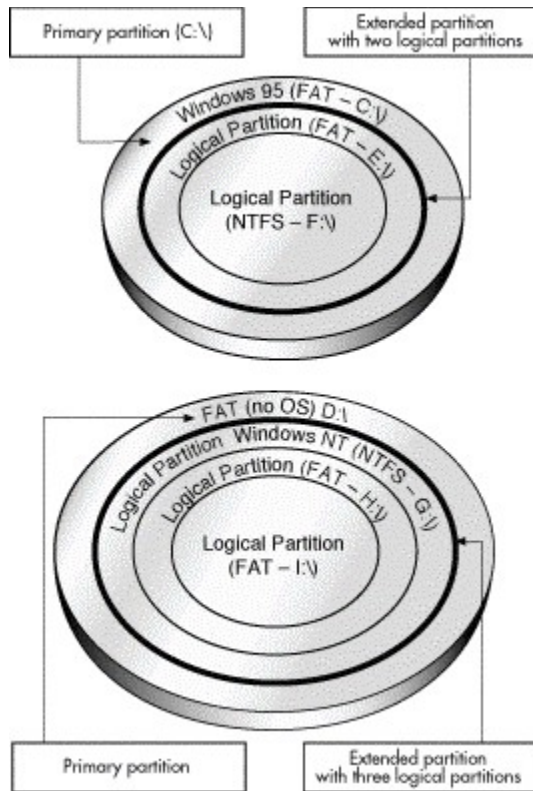 Primary partition (C:\)
Extended partition
with two logical partitions
Windows 95 (FAT – C:\)
Logical Partition (FAT – E:\)
Logical Partition
(NTFS – F:\)
FAT (no OS) D:\
Logical Partition Windows NT (NTFS – G:\)
Logical Partition (FAT – H:\)
Logical Partition
(FAT – I:\)
Primary partition
Extended partition
with three logical partitions